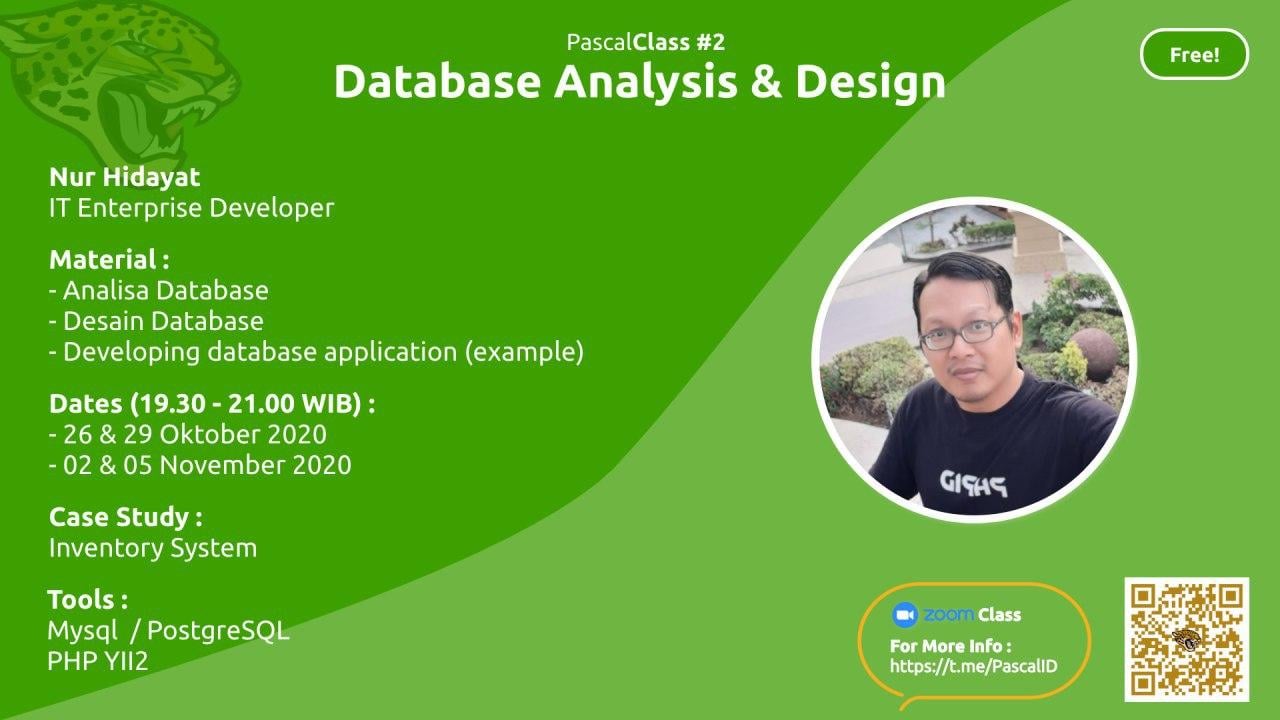 PascalClass #2
Database Analysis & Design
Free!
Nur Hidayat
IT Enterprise Developer
Material :
- Analisa Database
- Desain Database
- Developing database application (example)
Dates (19.30 - 21.00 WIB) :
- 26 & 29 Oktober 2020
- 02 & 05 November 2020
Case Study :
Inventory System
Tools :
Mysql / PostgreSQL
PHP YII2
PHPID
zoom Class
For More Info :
https://t.me/PascalID